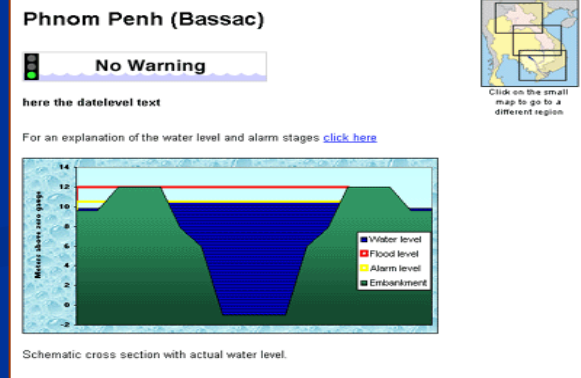 Phnom Penh (Bassac)
No Warning
Click on the small
map to go to a
different region
here the datelevel text
For an explanation of the water level and alarm stages click here
14
12
10
8
6
4
2
0
-2
Meters above zero gauge
Water level
Flood level
Alarm level
Embankment
Schematic cross section with actual water level.